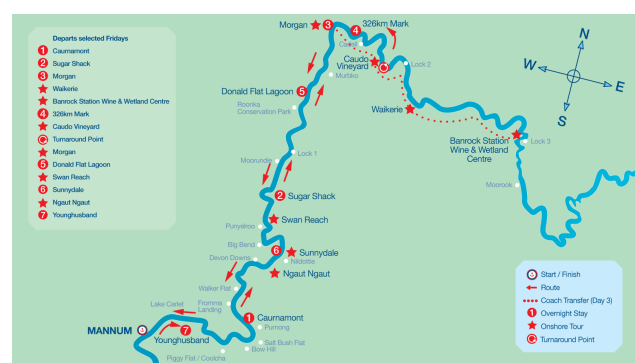 Departs selected Fridays
1 Caurnamont
2 Sugar Shack
3 Morgan
Waikerie
Banrock Station Wine & Wetland Centre
4 326km Mark
Caudo Vineyard
Turnaround Point
Morgan
5 Donald Flat Lagoon
Swan Reach
6 Sunnydale
Ngaut Ngaut
7 Younghusband
Morgan 3
4 326km Mark
Cadell
Caudo
Vineyard
Lock 2
Murbko
Donald Flat Lagoon 5
Roonka
Conservation Park
Waikerie
Banrock Station
Wine & Wetland
Centre
Lock 3
Moorook
Lock 1
Moorundie
2 Sugar Shack
Swan Reach
Punyelroo
Big Bend
6 Sunnydale
Nildottie
Devon Downs
Ngaut Ngaut
Walker Flat
Lake Carlet
Fromms
Landing
1 Caurnamont
Purnong
MANNUM
7
Younghusband
Salt Bush Flat
Bow Hill
Piggy Flat / Coolcha
N
W
E
S
Start / Finish
Route
Coach Transfer (Day 3)
1 Overnight Stay
Onshore Tour
Turnaround Point